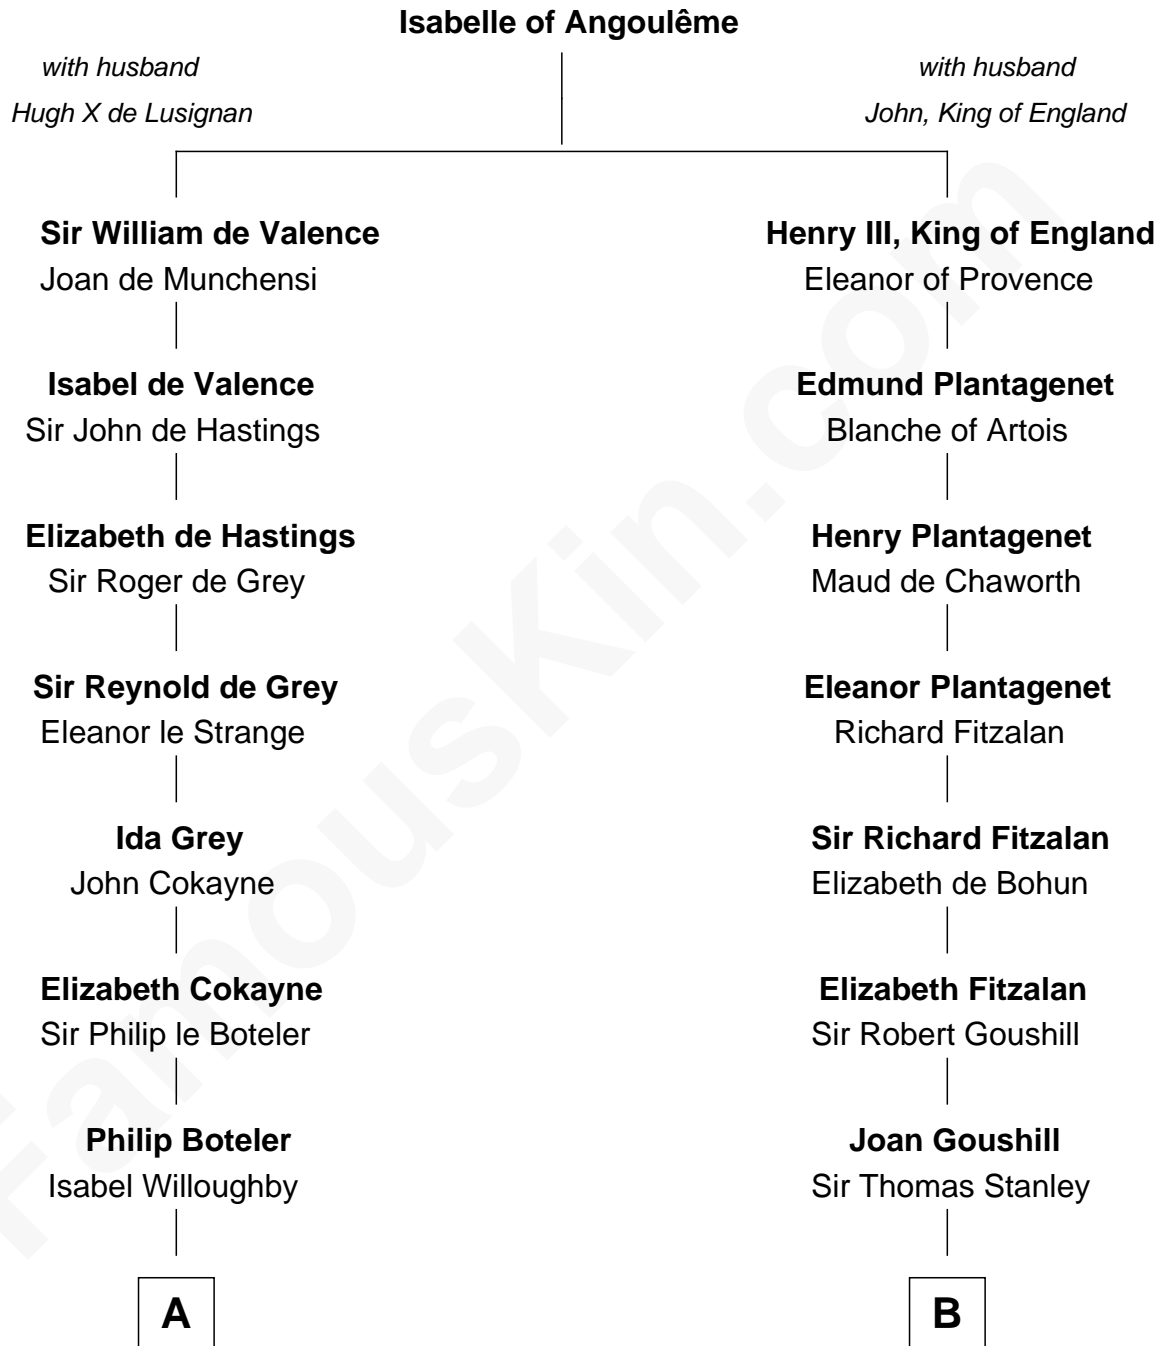 Isabelle of Angoulême
with husband
Hugh X de Lusignan
with husband
John, King of England
Sir William de Valence
Joan de Munchensi
Henry III, King of England
Eleanor of Provence
Isabel de Valence
Sir John de Hastings
Edmund Plantagenet
Blanche of Artois
Elizabeth de Hastings
Sir Roger de Grey
Henry Plantagenet
Maud de Chaworth
Sir Reynold de Grey
Eleanor le Strange
Eleanor Plantagenet
Richard Fitzalan
Ida Grey
John Cokayne
Sir Richard Fitzalan
Elizabeth de Bohun
Elizabeth Cokayne
Sir Philip le Boteler
Elizabeth Fitzalan
Sir Robert Goushill
Philip Boteler
Isabel Willoughby
Joan Goushill
Sir Thomas Stanley
A
B
FamousKin.com